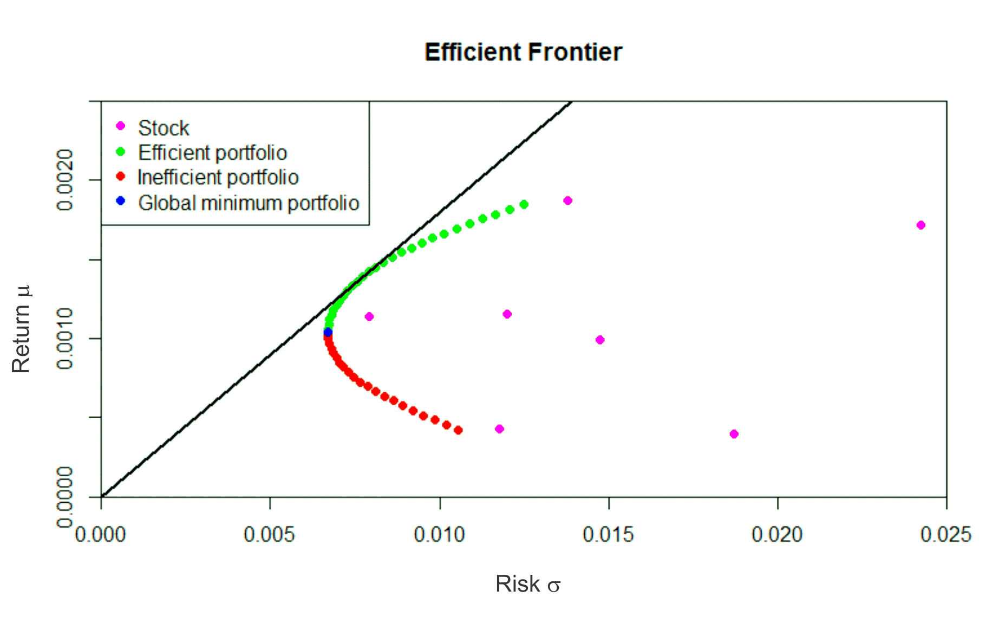 Efficient Frontier
Stock
Efficient portfolio
Inefficient portfolio
Global minimum portfolio
0.0020
0.0010
0.0000
Return μ
0.000 0.005 0.010 0.015 0.020 0.025
Risk σ